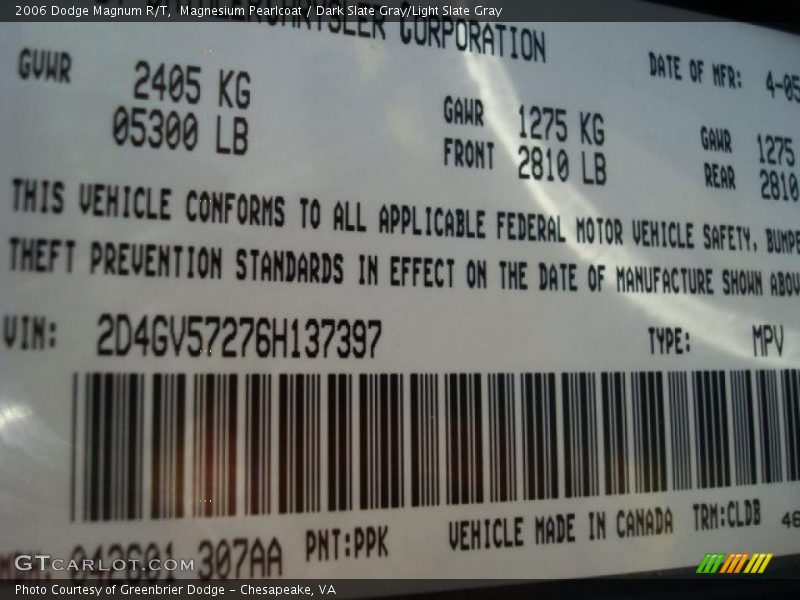 2006 Dodge Magnum R/T,  Magnesium Pearlcoat / Dark Slate Gray/Light Slate Gray
CORPORATION
DATE OF MFR: 4-05
GVWR 2405 KG
05300 LB
GAWR 1275 KG
FRONT 2810 LB
GAWR 1275
REAR 2810
THIS VEHICLE CONFORMS TO ALL APPLICABLE FEDERAL MOTOR VEHICLE SAFETY, BUMPE
THEFT PREVENTION STANDARDS IN EFFECT ON THE DATE OF MANUFACTURE SHOWN ABOV
VIN: 2D4GV57276H137397 TYPE: MPV
307AA PNT:PPK VEHICLE MADE IN CANADA TRM:CLDB 46
GTCARLOT.COM
Photo Courtesy of Greenbrier Dodge – Chesapeake, VA